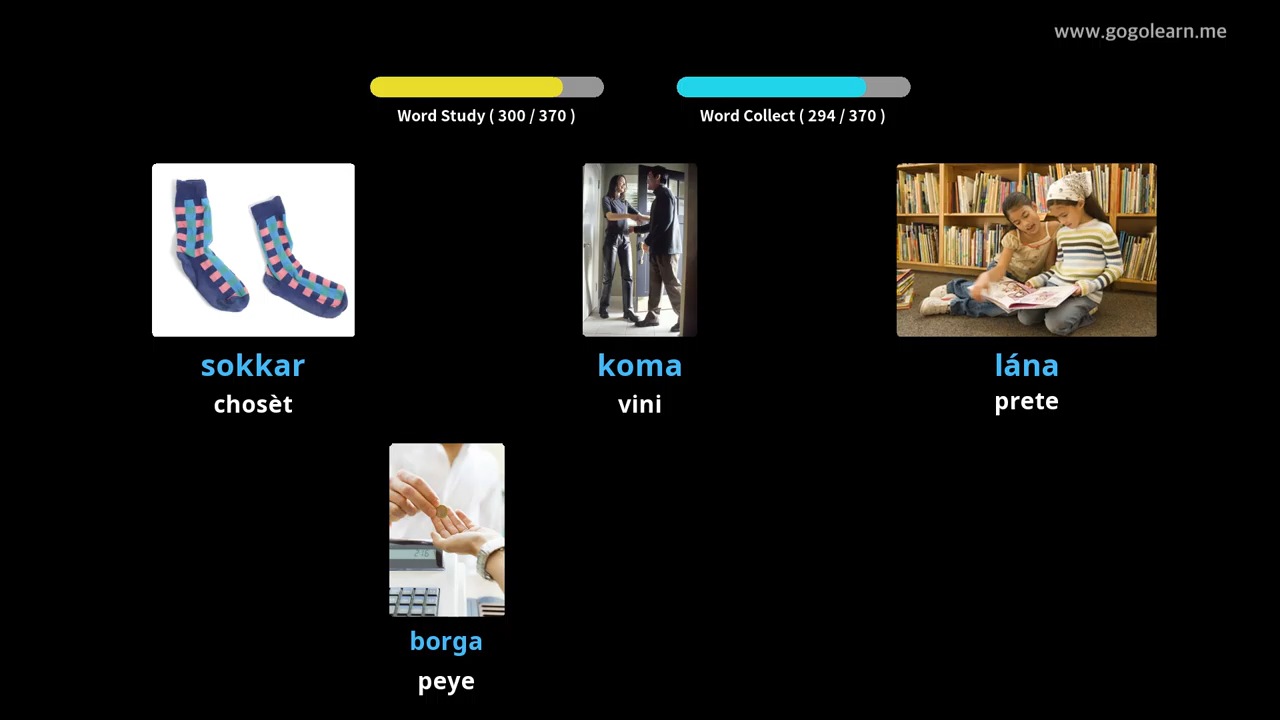 www.gogolearn.me
Word Study ( 300 / 370 )
Word Collect ( 294 / 370 )
sokkar
chosèt
koma
vini
lána
prete
borga
peye